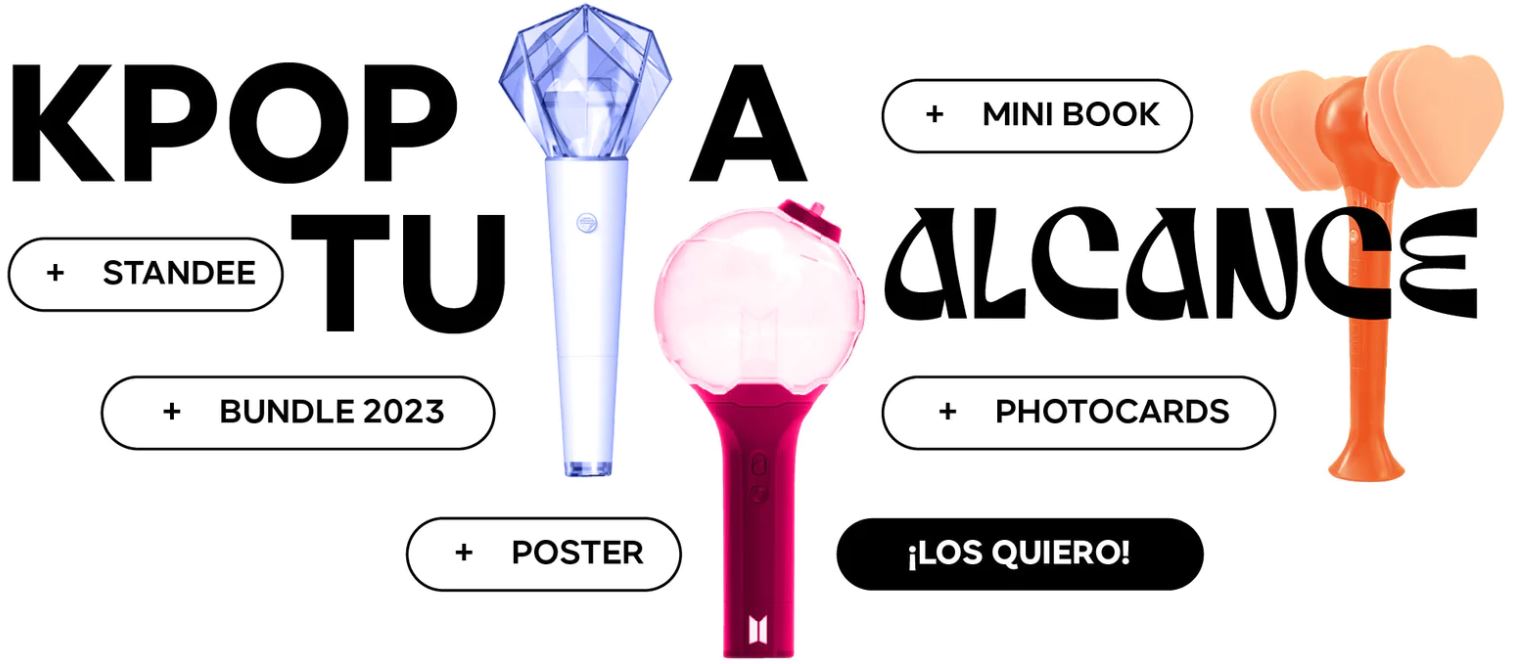 KPOP A
+ MINI BOOK
+ STANDEE
TU ALCANCE
+ BUNDLE 2023
+ PHOTOCARDS
+ POSTER
¡LOS QUIERO!